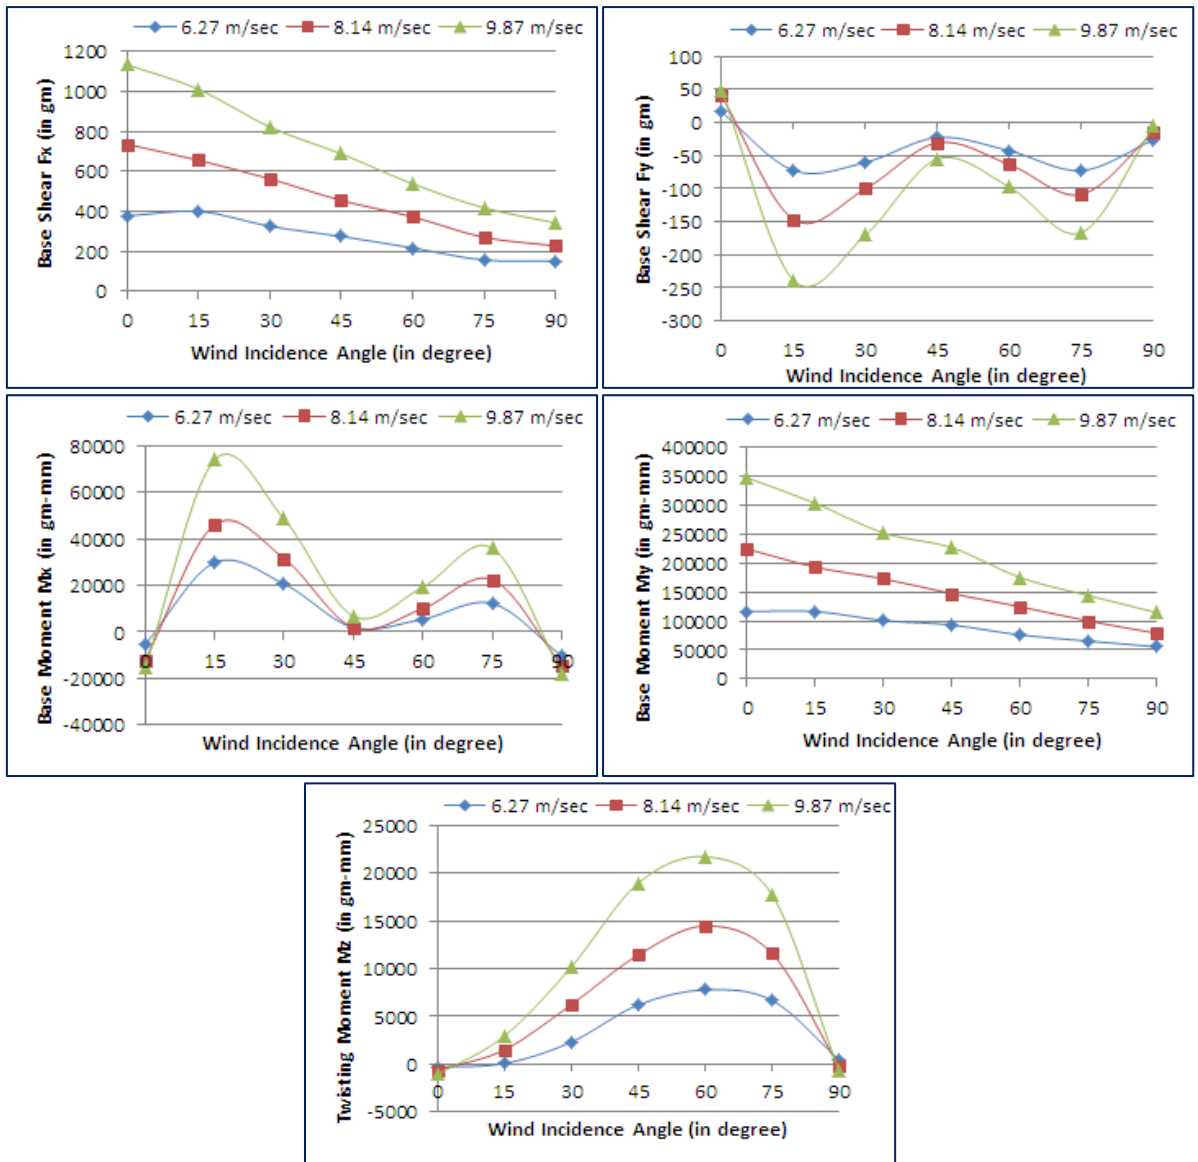 6.27 m/sec 8.14 m/sec 9.87 m/sec
1200
1000
800
600
400
200
0
0 15 30 45 60 75 90
Base Shear Fx (in gm)
Wind Incidence Angle (in degree)
6.27 m/sec 8.14 m/sec 9.87 m/sec
100
50
0
-50
-100
-150
-200
-250
-300
0 15 30 45 60 75 90
Base Shear Fy (in gm)
Wind Incidence Angle (in degree)
6.27 m/sec 8.14 m/sec 9.87 m/sec
80000
60000
40000
20000
0
-20000
-40000
0 15 30 45 60 75 90
Base Moment Mx (in gm-mm)
Wind Incidence Angle (in degree)
6.27 m/sec 8.14 m/sec 9.87 m/sec
400000
350000
300000
250000
200000
150000
100000
50000
0
0 15 30 45 60 75 90
Base Moment My (in gm-mm)
Wind Incidence Angle (in degree)
6.27 m/sec 8.14 m/sec 9.87 m/sec
25000
20000
15000
10000
5000
0
-5000
0 15 30 45 60 75 90
Twisting Moment Mz (in gm-mm)
Wind Incidence Angle (in degree)